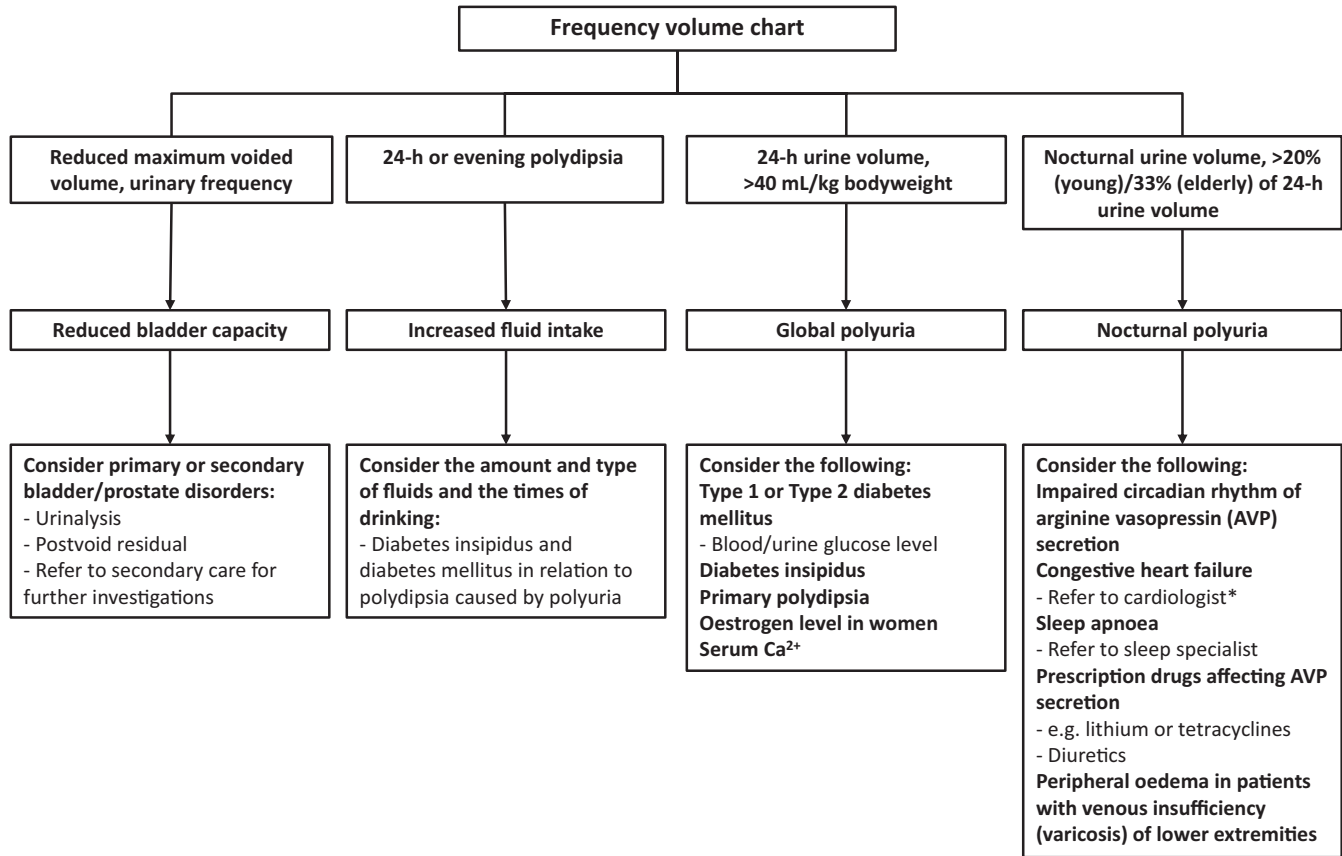 Frequency volume chart
Reduced maximum voided
volume, urinary frequency
24-h or evening polydipsia
24-h urine volume,
>40 mL/kg bodyweight
Nocturnal urine volume, >20%
(young)/33% (elderly) of 24-h
urine volume
Reduced bladder capacity
Increased fluid intake
Global polyuria
Nocturnal polyuria
Consider primary or secondary
bladder/prostate disorders:
- Urinalysis
- Postvoid residual
- Refer to secondary care for
further investigations
Consider the amount and type
of fluids and the times of
drinking:
- Diabetes insipidus and
diabetes mellitus in relation to
polydipsia caused by polyuria
Consider the following:
Type 1 or Type 2 diabetes
mellitus
- Blood/urine glucose level
Diabetes insipidus
Primary polydipsia
Oestrogen level in women
Serum Ca²⁺
Consider the following:
Impaired circadian rhythm of
arginine vasopressin (AVP)
secretion
Congestive heart failure
- Refer to cardiologist*
Sleep apnoea
- Refer to sleep specialist
Prescription drugs affecting AVP
secretion
- e.g. lithium or tetracyclines
- Diuretics
Peripheral oedema in patients
with venous insufficiency
(varicosis) of lower extremities